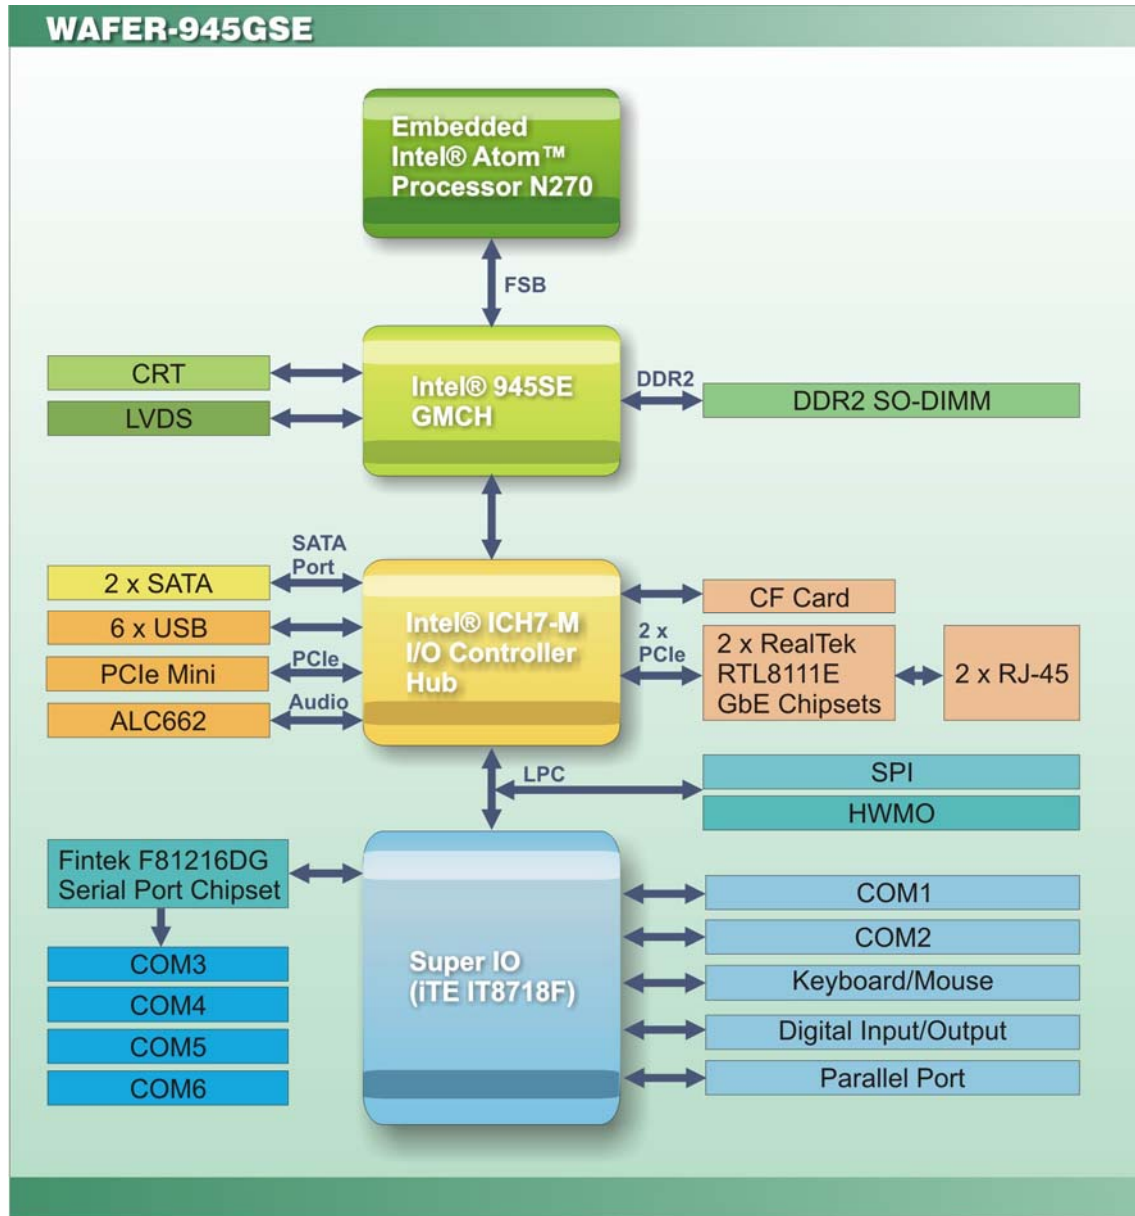 WAFER-945GSE
Embedded
Intel® Atom™
Processor N270
FSB
CRT
LVDS
Intel® 945SE
GMCH
DDR2
DDR2 SO-DIMM
SATA
Port
2 x SATA
6 x USB
PCIe
PCIe Mini
Audio
ALC662
Intel® ICH7-M
I/O Controller
Hub
CF Card
2 x
PCIe
2 x RealTek
RTL8111E
GbE Chipsets
2 x RJ-45
LPC
SPI
HWMO
Fintek F81216DG
Serial Port Chipset
COM3
COM4
COM5
COM6
Super IO
(iTE IT8718F)
COM1
COM2
Keyboard/Mouse
Digital Input/Output
Parallel Port